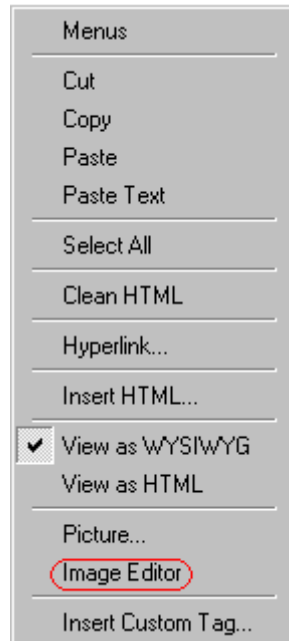 Menus
Cut
Copy
Paste
Paste Text
Select All
Clean HTML
Hyperlink...
Insert HTML...
View as WYSIWYG
View as HTML
Picture...
Image Editor
Insert Custom Tag...